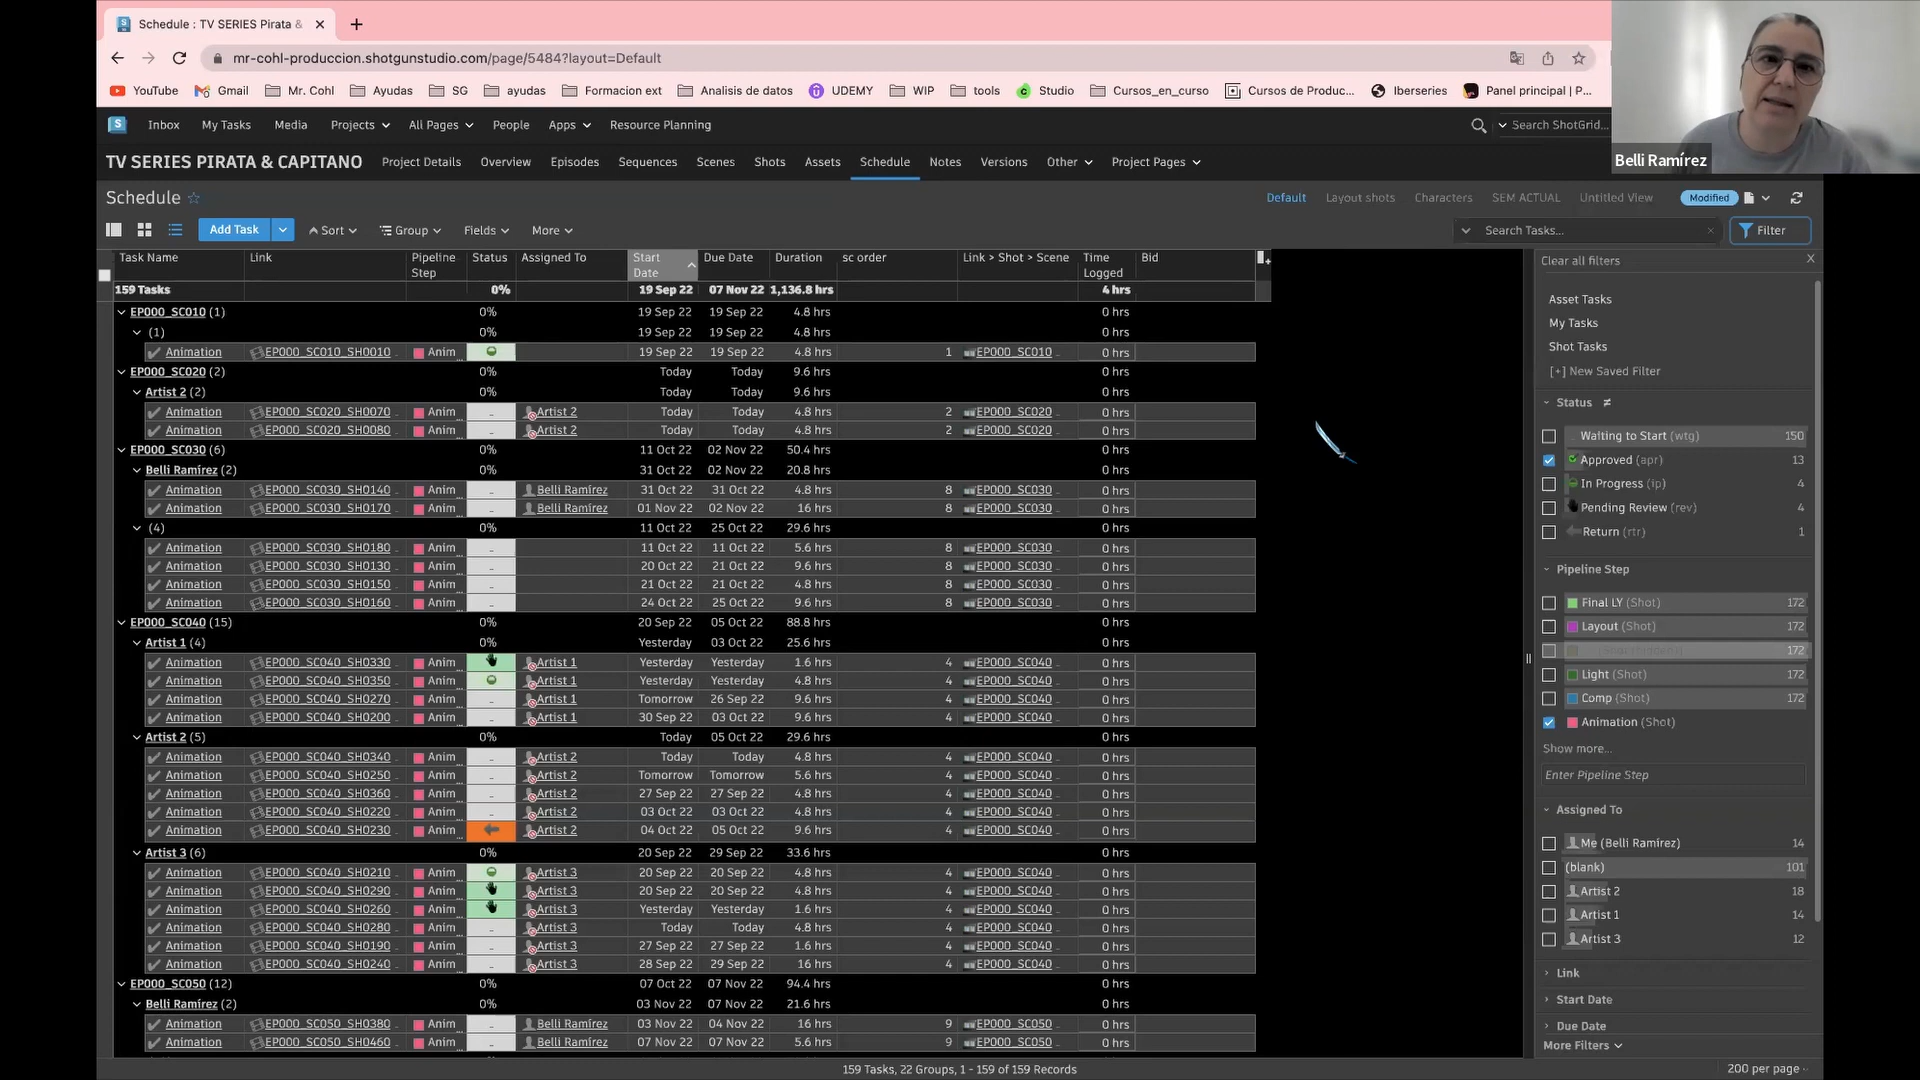 Schedule : TV SERIES Pirata &
mr-cohl-produccion.shotgunstudio.com/page/5484?layout=Default
YouTube Gmail Mr. Cohl Ayudas SG ayudas Formacion ext Analisis de datos UDEMY WIP tools Studio Cursos_en_curso Cursos de Produc... Iberseries Panel principal | P...
Inbox My Tasks Media Projects All Pages People Apps Resource Planning Search ShotGrid...
Belli Ramírez
TV SERIES PIRATA & CAPITANO Project Details Overview Episodes Sequences Scenes Shots Assets Schedule Notes Versions Other Project Pages
Schedule Default Layout shots Characters SEM ACTUAL Untitled View Modified
Add Task Sort Group Fields More Search Tasks... Filter
Task Name Link Pipeline Step Status Assigned To Start Date Due Date Duration sc order Link > Shot > Scene Time Logged Bid
159 Tasks 0% 19 Sep 22 07 Nov 22 1,136.8 hrs 4 hrs
EP000_SC010 (1) 0% 19 Sep 22 19 Sep 22 4.8 hrs 0 hrs
(1) 0% 19 Sep 22 19 Sep 22 4.8 hrs 0 hrs
Animation EP000_SC010_SH0010 Anim 19 Sep 22 19 Sep 22 4.8 hrs 1 EP000_SC010 0 hrs
EP000_SC020 (2) 0% Today Today 9.6 hrs 0 hrs
Artist 2 (2) 0% Today Today 9.6 hrs 0 hrs
Animation EP000_SC020_SH0070 Anim - Artist 2 Today Today 4.8 hrs 2 EP000_SC020 0 hrs
Animation EP000_SC020_SH0080 Anim - Artist 2 Today Today 4.8 hrs 2 EP000_SC020 0 hrs
EP000_SC030 (6) 0% 11 Oct 22 02 Nov 22 50.4 hrs 0 hrs
Belli Ramírez (2) 0% 31 Oct 22 02 Nov 22 20.8 hrs 0 hrs
Animation EP000_SC030_SH0140 Anim - Belli Ramírez 31 Oct 22 31 Oct 22 4.8 hrs 8 EP000_SC030 0 hrs
Animation EP000_SC030_SH0170 Anim - Belli Ramírez 01 Nov 22 02 Nov 22 16 hrs 8 EP000_SC030 0 hrs
(4) 0% 11 Oct 22 25 Oct 22 29.6 hrs 0 hrs
Animation EP000_SC030_SH0180 Anim - 11 Oct 22 11 Oct 22 5.6 hrs 8 EP000_SC030 0 hrs
Animation EP000_SC030_SH0130 Anim - 20 Oct 22 21 Oct 22 9.6 hrs 8 EP000_SC030 0 hrs
Animation EP000_SC030_SH0150 Anim - 21 Oct 22 21 Oct 22 4.8 hrs 8 EP000_SC030 0 hrs
Animation EP000_SC030_SH0160 Anim - 24 Oct 22 25 Oct 22 9.6 hrs 8 EP000_SC030 0 hrs
EP000_SC040 (15) 0% 20 Sep 22 05 Oct 22 88.8 hrs 0 hrs
Artist 1 (4) 0% Yesterday 03 Oct 22 25.6 hrs 0 hrs
Animation EP000_SC040_SH0330 Anim Artist 1 Yesterday Yesterday 1.6 hrs 4 EP000_SC040 0 hrs
Animation EP000_SC040_SH0350 Anim Artist 1 Yesterday Yesterday 4.8 hrs 4 EP000_SC040 0 hrs
Animation EP000_SC040_SH0270 Anim - Artist 1 Tomorrow 26 Sep 22 9.6 hrs 4 EP000_SC040 0 hrs
Animation EP000_SC040_SH0200 Anim - Artist 1 30 Sep 22 03 Oct 22 9.6 hrs 4 EP000_SC040 0 hrs
Artist 2 (5) 0% Today 05 Oct 22 29.6 hrs 0 hrs
Animation EP000_SC040_SH0340 Anim - Artist 2 Today Today 4.8 hrs 4 EP000_SC040 0 hrs
Animation EP000_SC040_SH0250 Anim - Artist 2 Tomorrow Tomorrow 5.6 hrs 4 EP000_SC040 0 hrs
Animation EP000_SC040_SH0360 Anim - Artist 2 27 Sep 22 27 Sep 22 4.8 hrs 4 EP000_SC040 0 hrs
Animation EP000_SC040_SH0220 Anim - Artist 2 03 Oct 22 03 Oct 22 4.8 hrs 4 EP000_SC040 0 hrs
Animation EP000_SC040_SH0230 Anim Artist 2 04 Oct 22 05 Oct 22 9.6 hrs 4 EP000_SC040 0 hrs
Artist 3 (6) 0% 20 Sep 22 29 Sep 22 33.6 hrs 0 hrs
Animation EP000_SC040_SH0210 Anim Artist 3 20 Sep 22 20 Sep 22 4.8 hrs 4 EP000_SC040 0 hrs
Animation EP000_SC040_SH0290 Anim Artist 3 20 Sep 22 20 Sep 22 4.8 hrs 4 EP000_SC040 0 hrs
Animation EP000_SC040_SH0260 Anim Artist 3 Yesterday Yesterday 1.6 hrs 4 EP000_SC040 0 hrs
Animation EP000_SC040_SH0280 Anim - Artist 3 Today Today 4.8 hrs 4 EP000_SC040 0 hrs
Animation EP000_SC040_SH0190 Anim - Artist 3 27 Sep 22 27 Sep 22 1.6 hrs 4 EP000_SC040 0 hrs
Animation EP000_SC040_SH0240 Anim - Artist 3 28 Sep 22 29 Sep 22 16 hrs 4 EP000_SC040 0 hrs
EP000_SC050 (12) 0% 07 Oct 22 07 Nov 22 94.4 hrs 0 hrs
Belli Ramírez (2) 0% 03 Nov 22 07 Nov 22 21.6 hrs 0 hrs
Animation EP000_SC050_SH0380 Anim - Belli Ramírez 03 Nov 22 04 Nov 22 16 hrs 9 EP000_SC050 0 hrs
Animation EP000_SC050_SH0460 Anim - Belli Ramírez 07 Nov 22 07 Nov 22 5.6 hrs 9 EP000_SC050 0 hrs
159 Tasks, 22 Groups, 1 - 159 of 159 Records 200 per page
Clear all filters X
Asset Tasks
My Tasks
Shot Tasks
[+] New Saved Filter
Status ≠
Waiting to Start (wtg) 150
Approved (apr) 13
In Progress (ip) 4
Pending Review (rev) 4
Return (rtr) 1
Pipeline Step
Final LY (Shot) 172
Layout (Shot) 172
172
Light (Shot) 172
Comp (Shot) 172
Animation (Shot)
Show more...
Enter Pipeline Step
Assigned To
Me (Belli Ramírez) 14
(blank) 101
Artist 2 18
Artist 1 14
Artist 3 12
Link
Start Date
Due Date
More Filters